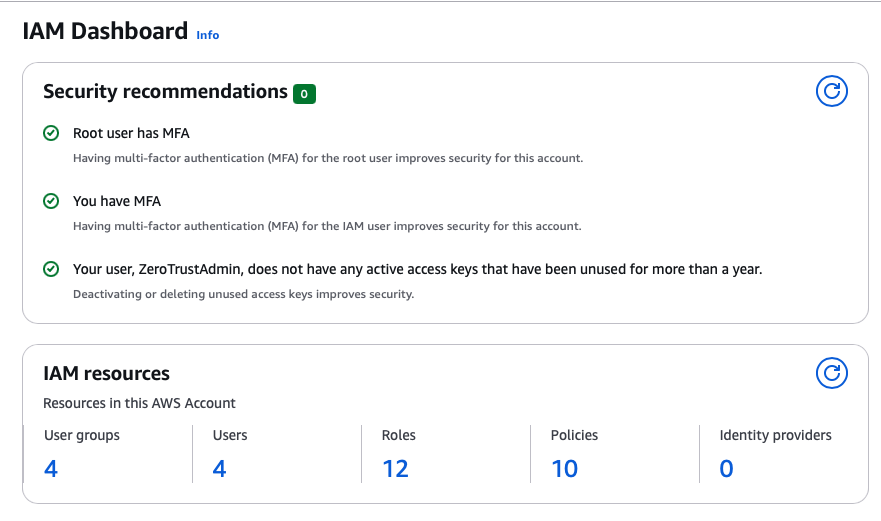 IAM Dashboard Info
Security recommendations 0
Root user has MFA
Having multi-factor authentication (MFA) for the root user improves security for this account.
You have MFA
Having multi-factor authentication (MFA) for the IAM user improves security for this account.
Your user, ZeroTrustAdmin, does not have any active access keys that have been unused for more than a year.
Deactivating or deleting unused access keys improves security.
IAM resources
Resources in this AWS Account
User groups Users Roles Policies Identity providers
4 4 12 10 0